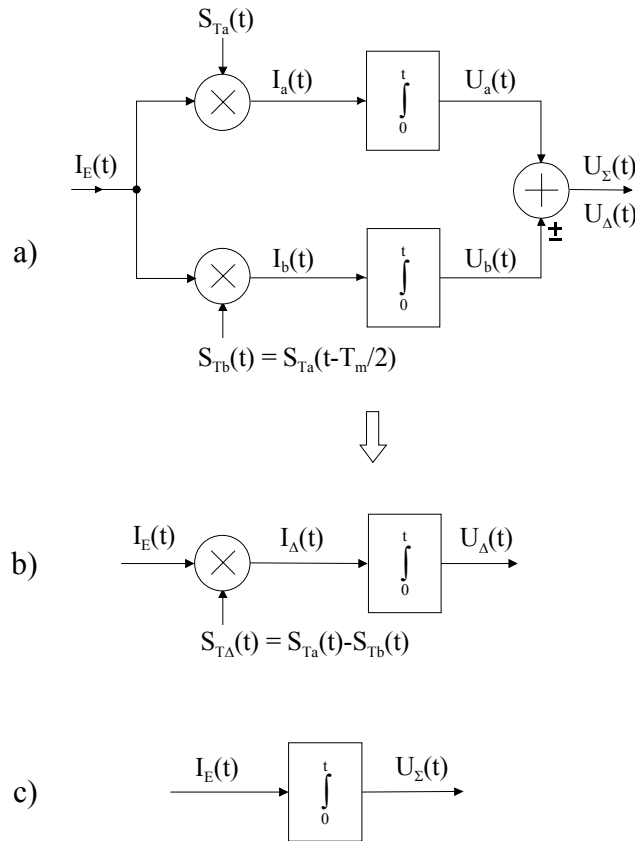 S_Ta(t)
I_a(t)
t
∫
0
U_a(t)
I_E(t)
U_Σ(t)
U_Δ(t)
±
a)
I_b(t)
t
∫
0
U_b(t)
S_Tb(t) = S_Ta(t-T_m/2)
b)
I_E(t)
I_Δ(t)
t
∫
0
U_Δ(t)
S_TΔ(t) = S_Ta(t)-S_Tb(t)
c)
I_E(t)
t
∫
0
U_Σ(t)